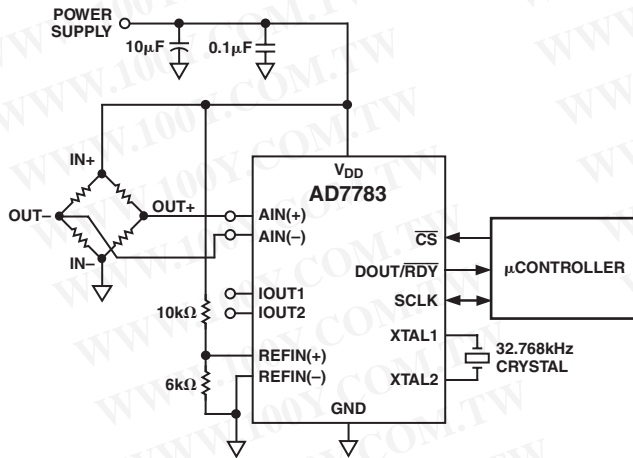 POWER
SUPPLY
10µF
0.1µF
IN+
VDD
AD7783
OUT–
OUT+
AIN(+)
AIN(–)
IN–
IOUT1
IOUT2
10kΩ
REFIN(+)
6kΩ
REFIN(–)
GND
CS
DOUT/RDY
SCLK
XTAL1
XTAL2
µCONTROLLER
32.768kHz
CRYSTAL
WWW.100Y.COM.TW